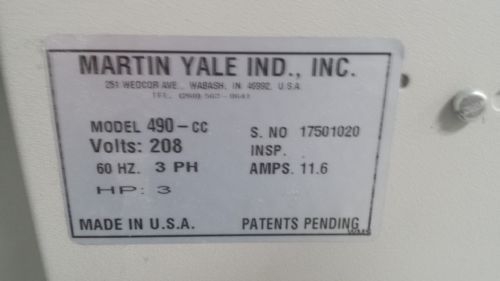 MARTIN YALE IND., INC.
251 WEDCOR AVE., WABASH, IN 46992, U.S.A
TEL.
MODEL 490-CC S. NO 17501020
Volts: 208 INSP.
60 HZ. 3 PH AMPS. 11.6
HP: 3
MADE IN U.S.A. PATENTS PENDING